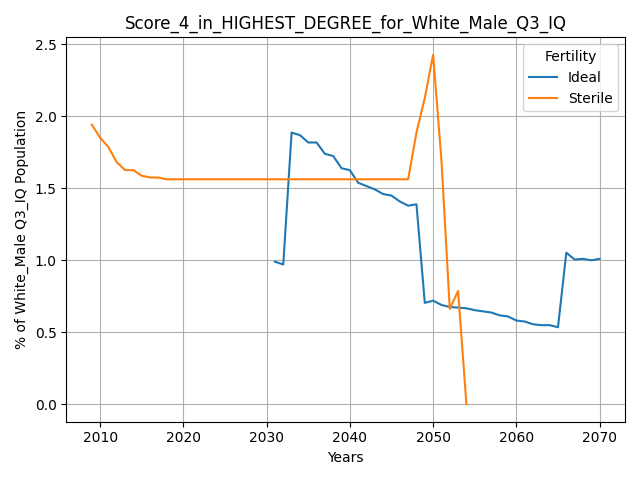 Score_4_in_HIGHEST_DEGREE_for_White_Male_Q3_IQ
% of White_Male Q3_IQ Population
2.5
2.0
1.5
1.0
0.5
0.0
Fertility
Ideal
Sterile
2010 2020 2030 2040 2050 2060 2070
Years